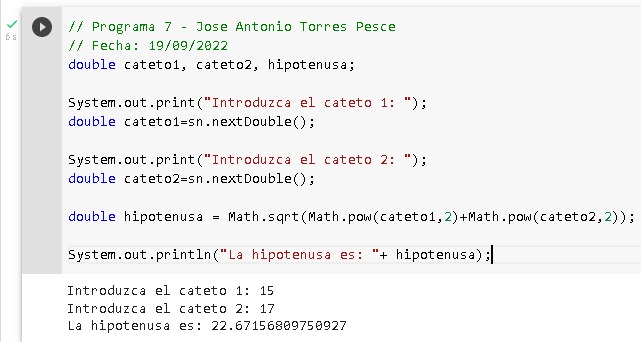 6s
// Programa 7 - Jose Antonio Torres Pesce
// Fecha: 19/09/2022
double cateto1, cateto2, hipotenusa;
System.out.print("Introduzca el cateto 1: ");
double cateto1=sn.nextDouble();
System.out.print("Introduzca el cateto 2: ");
double cateto2=sn.nextDouble();
double hipotenusa = Math.sqrt(Math.pow(cateto1,2)+Math.pow(cateto2,2));
System.out.println("La hipotenusa es: "+ hipotenusa);
Introduzca el cateto 1: 15
Introduzca el cateto 2: 17
La hipotenusa es: 22.67156809750927